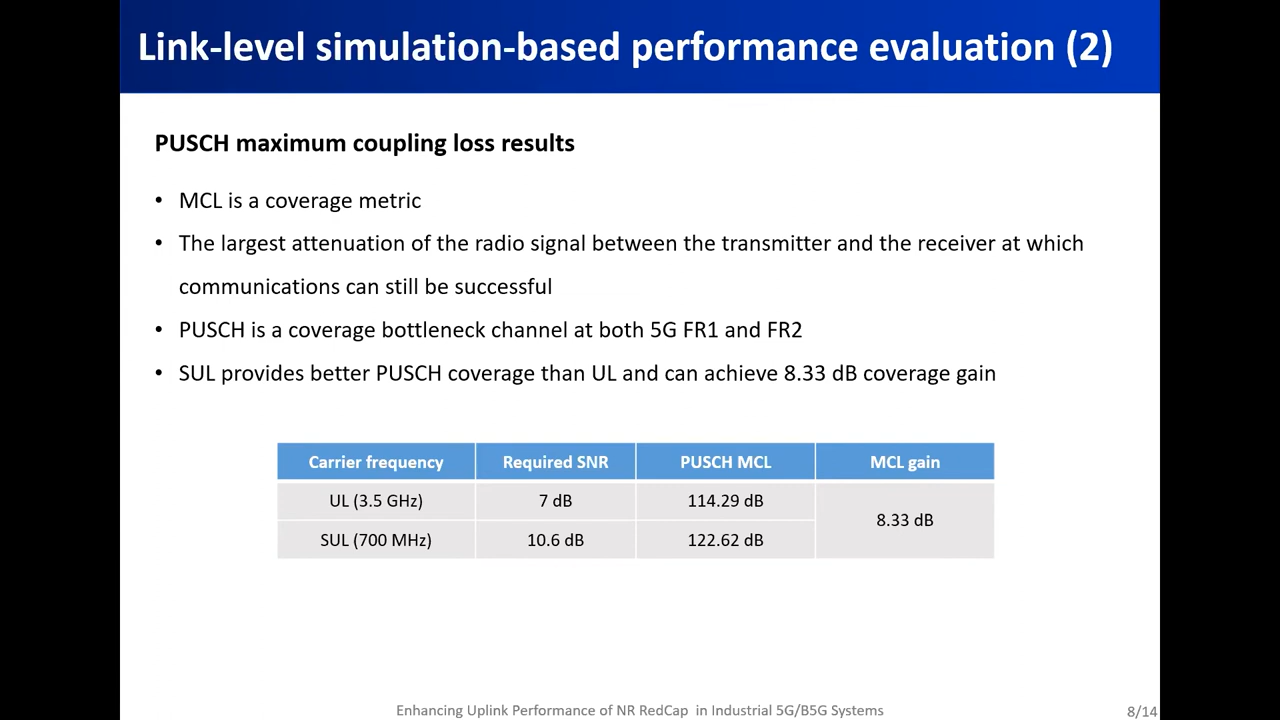 Link-level simulation-based performance evaluation (2)
PUSCH maximum coupling loss results
• MCL is a coverage metric
• The largest attenuation of the radio signal between the transmitter and the receiver at which
communications can still be successful
• PUSCH is a coverage bottleneck channel at both 5G FR1 and FR2
• SUL provides better PUSCH coverage than UL and can achieve 8.33 dB coverage gain
Carrier frequency Required SNR PUSCH MCL MCL gain
UL (3.5 GHz) 7 dB 114.29 dB
8.33 dB
SUL (700 MHz) 10.6 dB 122.62 dB
Enhancing Uplink Performance of NR RedCap in Industrial 5G/B5G Systems
8/14